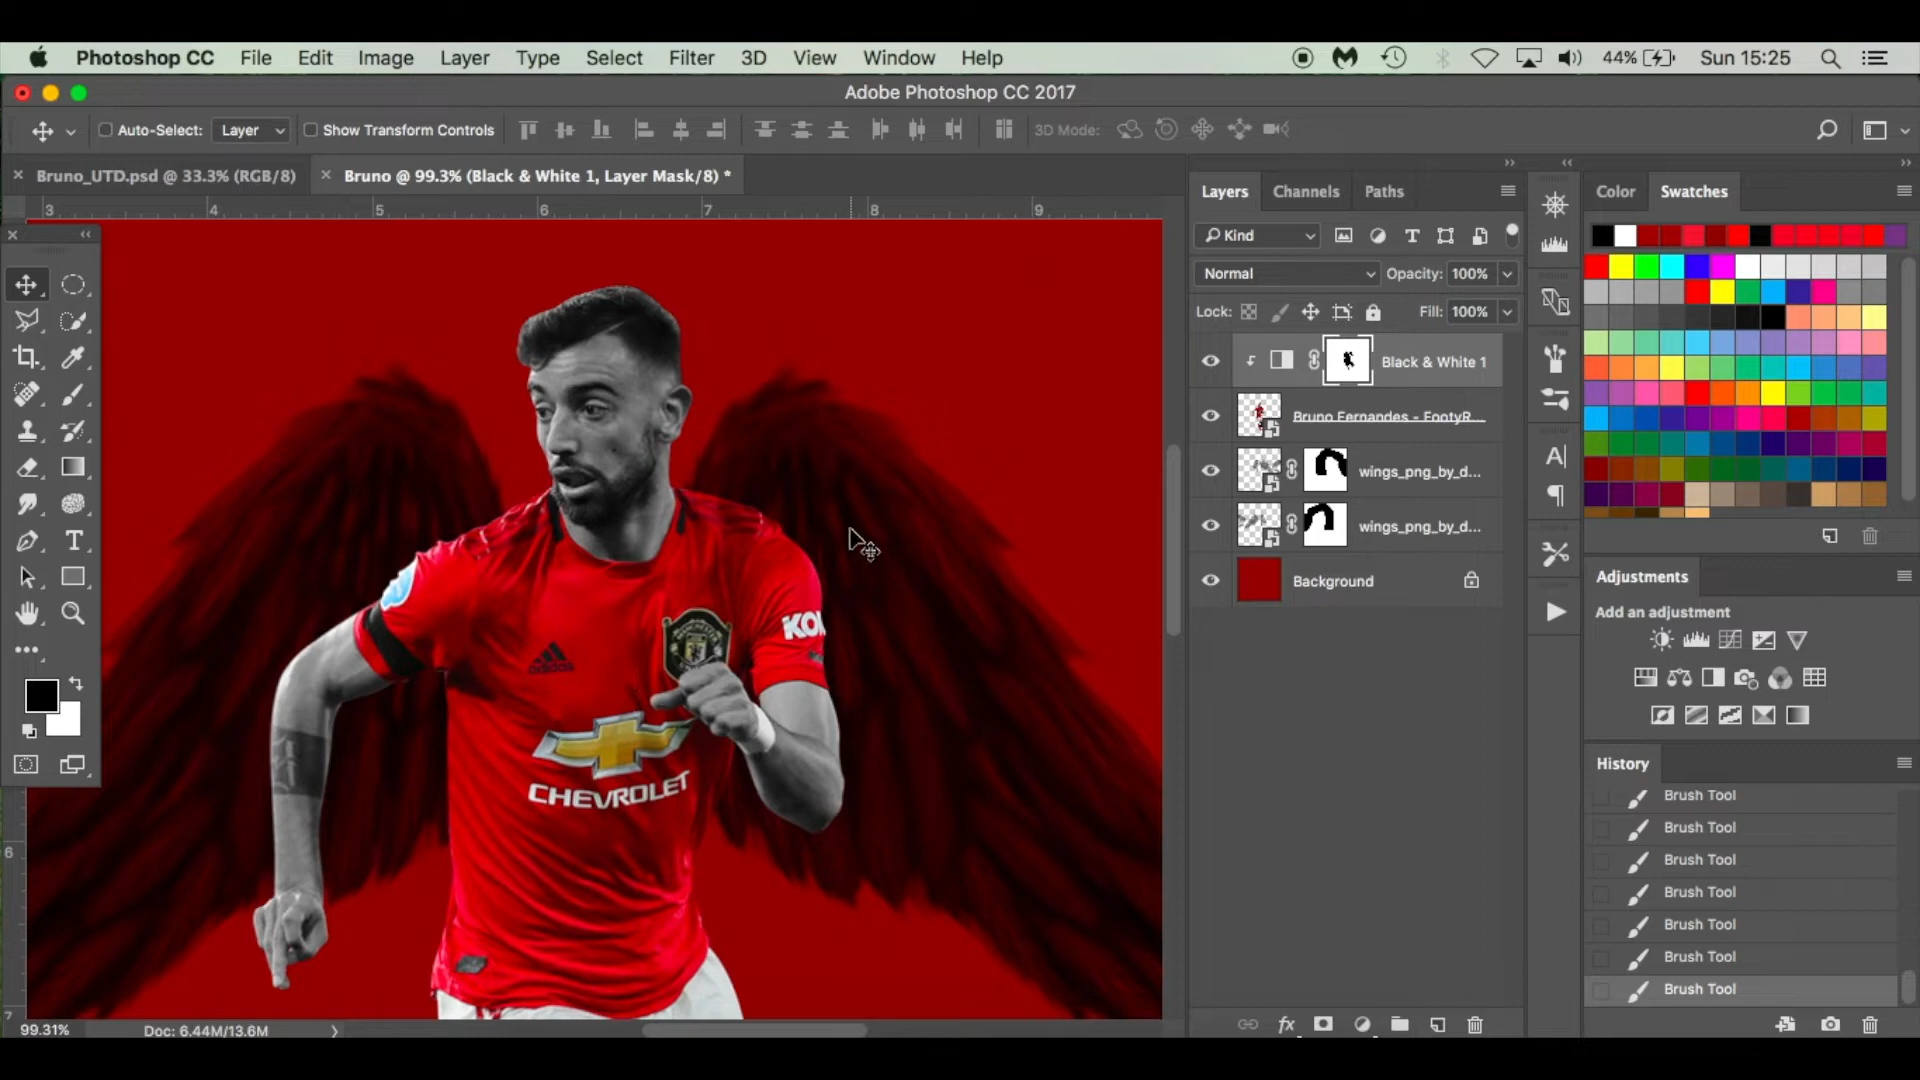 Photoshop CC File Edit Image Layer Type Select Filter 3D View Window Help 44% Sun 15:25
Adobe Photoshop CC 2017
Auto-Select: Layer Show Transform Controls 3D Mode:
Bruno_UTD.psd @ 33.3% (RGB/8) Bruno @ 99.3% (Black & White 1, Layer Mask/8) *
3 4 5 6 7 8 9
Layers Channels Paths
Kind
Normal Opacity: 100%
Lock: Fill: 100%
Black & White 1
Bruno Fernandes - FootyR...
wings_png_by_d...
wings_png_by_d...
Background
Color Swatches
Adjustments
Add an adjustment
History
Brush Tool
Brush Tool
Brush Tool
Brush Tool
Brush Tool
Brush Tool
Brush Tool
6
7
KO
adidas
MANCHESTER
CHEVROLET
99.31% Doc: 6.44M/13.6M